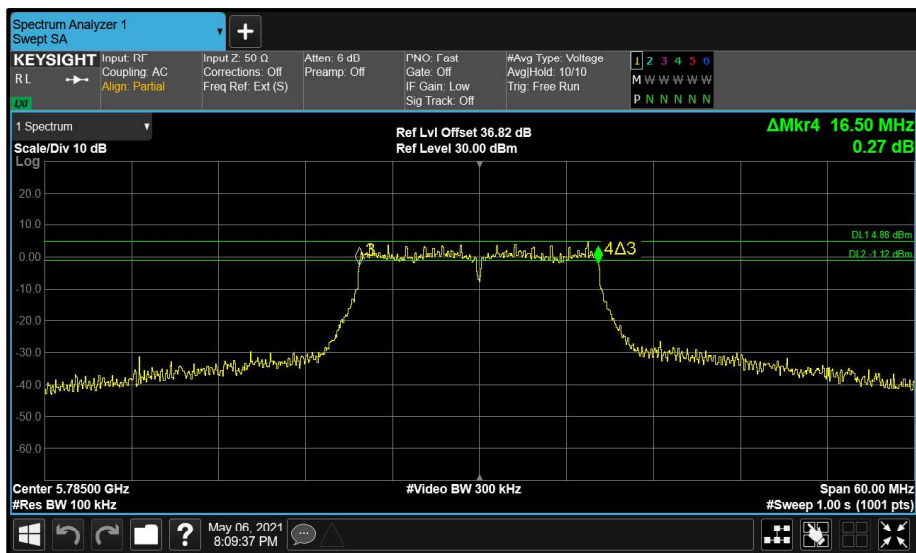 Spectrum Analyzer 1
Swept SA
KEYSIGHT
RL
LXI
Input: RF
Coupling: AC
Align: Partial
Input Z: 50 Ω
Corrections: Off
Freq Ref: Ext (S)
Atten: 6 dB
Preamp: Off
PNO: Fast
Gate: Off
IF Gain: Low
Sig Track: Off
#Avg Type: Voltage
Avg|Hold: 10/10
Trig: Free Run
1 2 3 4 5 6
M W W W W W
P N N N N N
1 Spectrum
Scale/Div 10 dB
Ref Lvl Offset 36.82 dB
Ref Level 30.00 dBm
ΔMkr4 16.50 MHz
0.27 dB
Log
20.0
10.0
0.00
-10.0
-20.0
-30.0
-40.0
-50.0
-60.0
3
4Δ3
DL1 4.88 dBm
DL2 -1.12 dBm
Center 5.78500 GHz
#Res BW 100 kHz
#Video BW 300 kHz
Span 60.00 MHz
#Sweep 1.00 s (1001 pts)
?
May 06, 2021
8:09:37 PM